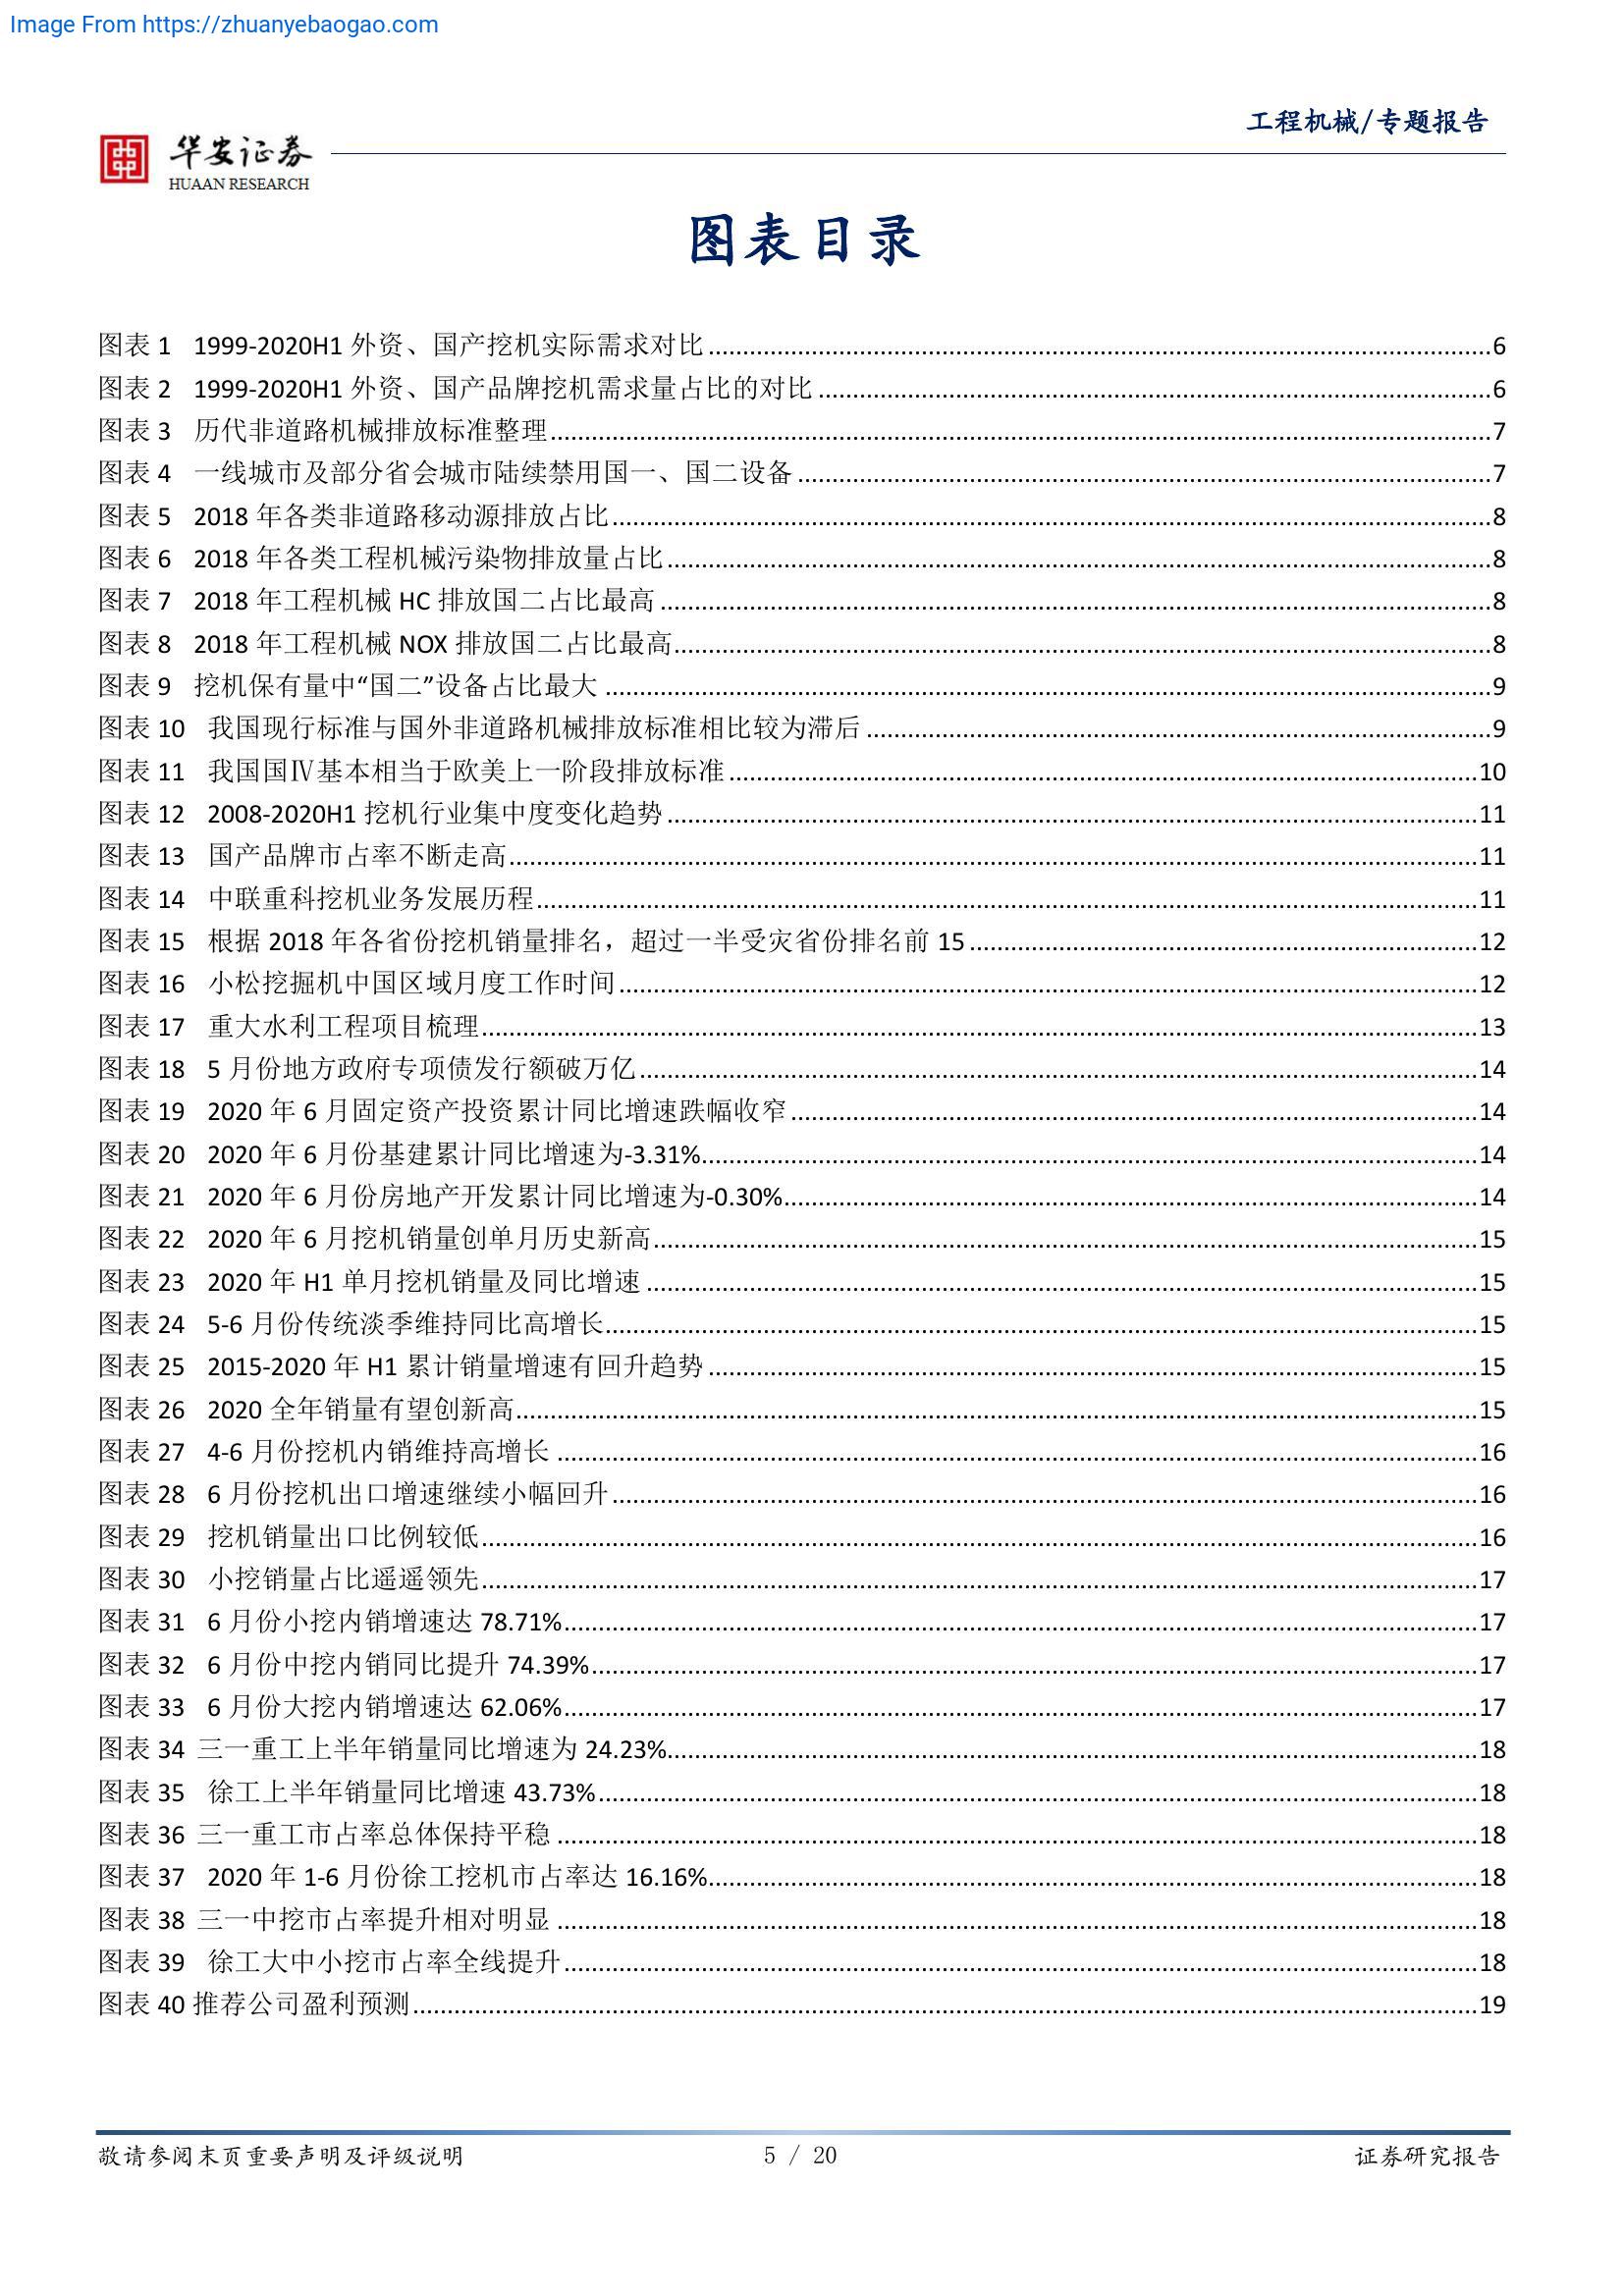 Image From https://zhuanyebaogao.com
工程机械/专题报告
华安证券
HUAAN RESEARCH
图表目录
图表 1 1999-2020H1 外资、国产挖机实际需求对比 6
图表 2 1999-2020H1 外资、国产品牌挖机需求量占比的对比 6
图表 3 历代非道路机械排放标准整理 7
图表 4 一线城市及部分省会城市陆续禁用国一、国二设备 7
图表 5 2018 年各类非道路移动源排放占比 8
图表 6 2018 年各类工程机械污染物排放量占比 8
图表 7 2018 年工程机械 HC 排放国二占比最高 8
图表 8 2018 年工程机械 NOX 排放国二占比最高 8
图表 9 挖机保有量中“国二”设备占比最大 9
图表 10 我国现行标准与国外非道路机械排放标准相比较为滞后 9
图表 11 我国国Ⅳ基本相当于欧美上一阶段排放标准 10
图表 12 2008-2020H1 挖机行业集中度变化趋势 11
图表 13 国产品牌市占率不断走高 11
图表 14 中联重科挖机业务发展历程 11
图表 15 根据 2018 年各省份挖机销量排名，超过一半受灾省份排名前 15 12
图表 16 小松挖掘机中国区域月度工作时间 12
图表 17 重大水利工程项目梳理 13
图表 18 5 月份地方政府专项债发行额破万亿 14
图表 19 2020 年 6 月固定资产投资累计同比增速跌幅收窄 14
图表 20 2020 年 6 月份基建累计同比增速为-3.31% 14
图表 21 2020 年 6 月份房地产开发累计同比增速为-0.30% 14
图表 22 2020 年 6 月挖机销量创单月历史新高 15
图表 23 2020 年 H1 单月挖机销量及同比增速 15
图表 24 5-6 月份传统淡季维持同比高增长 15
图表 25 2015-2020 年 H1 累计销量增速有回升趋势 15
图表 26 2020 全年销量有望创新高 15
图表 27 4-6 月份挖机内销维持高增长 16
图表 28 6 月份挖机出口增速继续小幅回升 16
图表 29 挖机销量出口比例较低 16
图表 30 小挖销量占比遥遥领先 17
图表 31 6 月份小挖内销增速达 78.71% 17
图表 32 6 月份中挖内销同比提升 74.39% 17
图表 33 6 月份大挖内销增速达 62.06% 17
图表 34 三一重工上半年销量同比增速为 24.23% 18
图表 35 徐工上半年销量同比增速 43.73% 18
图表 36 三一重工市占率总体保持平稳 18
图表 37 2020 年 1-6 月份徐工挖机市占率达 16.16% 18
图表 38 三一中挖市占率提升相对明显 18
图表 39 徐工大中小挖市占率全线提升 18
图表 40 推荐公司盈利预测 19
敬请参阅末页重要声明及评级说明 5 / 20 证券研究报告